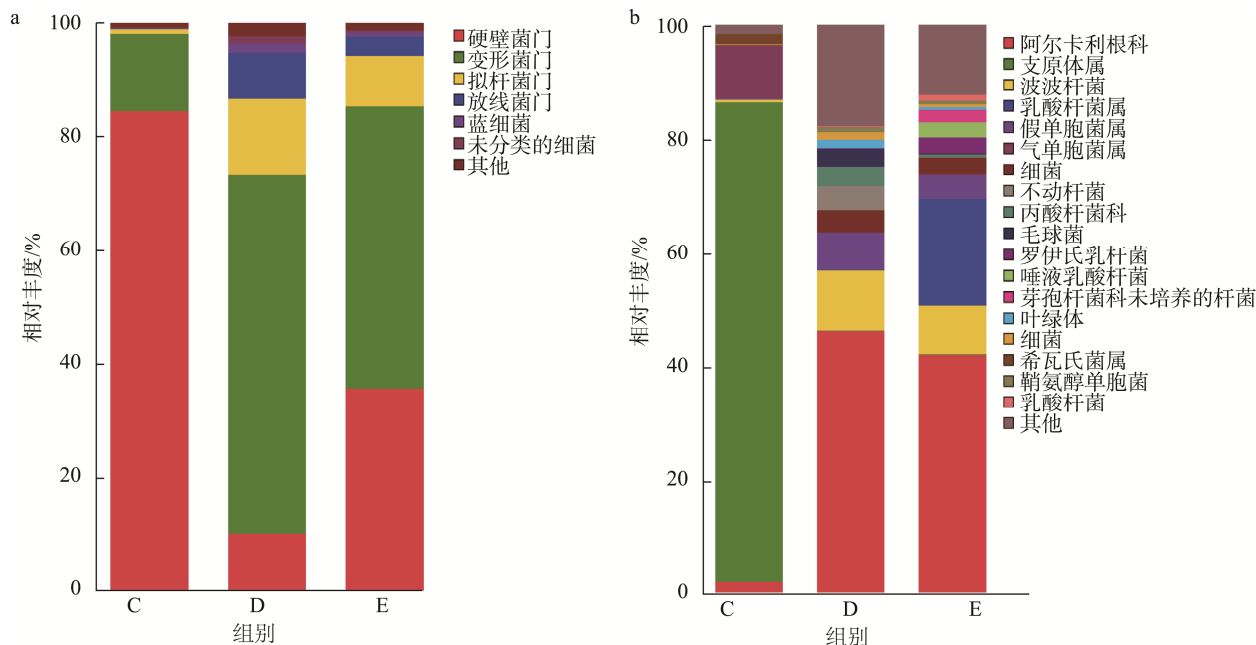 a
相对丰度/%
100
80
60
40
20
0
C D E
组别
硬壁菌门
变形菌门
拟杆菌门
放线菌门
蓝细菌
未分类的细菌
其他
b
相对丰度/%
100
80
60
40
20
0
C D E
组别
阿尔卡利根科
支原体属
波波杆菌
乳酸杆菌属
假单胞菌属
气单胞菌属
细菌
不动杆菌
丙酸杆菌科
毛球菌
罗伊氏乳杆菌
唾液乳酸杆菌
芽孢杆菌科未培养的杆菌
叶绿体
细菌
希瓦氏菌属
鞘氨醇单胞菌
乳酸杆菌
其他